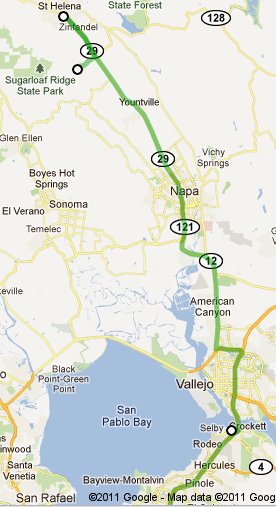 St Helena
State Forest
128
Zinfandel
29
Sugarloaf Ridge
State Park
Yountville
Glen Ellen
29
Vichy
Springs
Boyes Hot
Springs
Napa
El Verano
Sonoma
121
Temelec
12
keville
American
Canyon
Black
Point-Green
Point
Vallejo
San
Pablo Bay
Selby
Crockett
Rodeo
inwood
Santa
Venetia
Hercules
4
Bayview-Montalvin
Pinole
San Rafael
©2011 Google - Map data ©2011 Goog